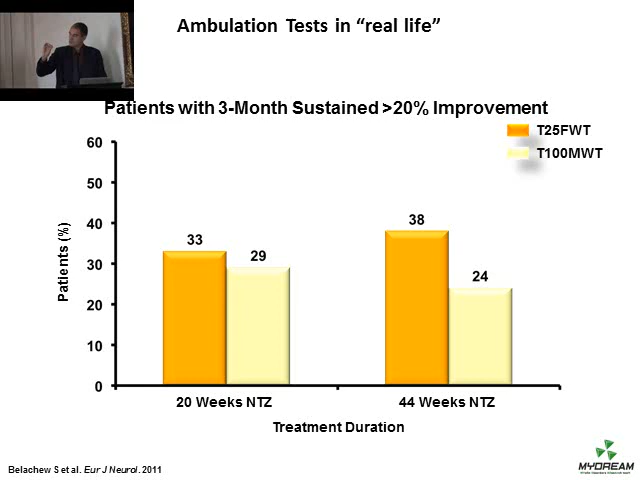 Ambulation Tests in “real life”
Patients with 3-Month Sustained >20% Improvement
T25FWT
T100MWT
60
50
40
30
20
10
0
Patients (%)
33
29
38
24
20 Weeks NTZ
44 Weeks NTZ
Treatment Duration
Belachew S et al. Eur J Neurol. 2011
MYDREAM